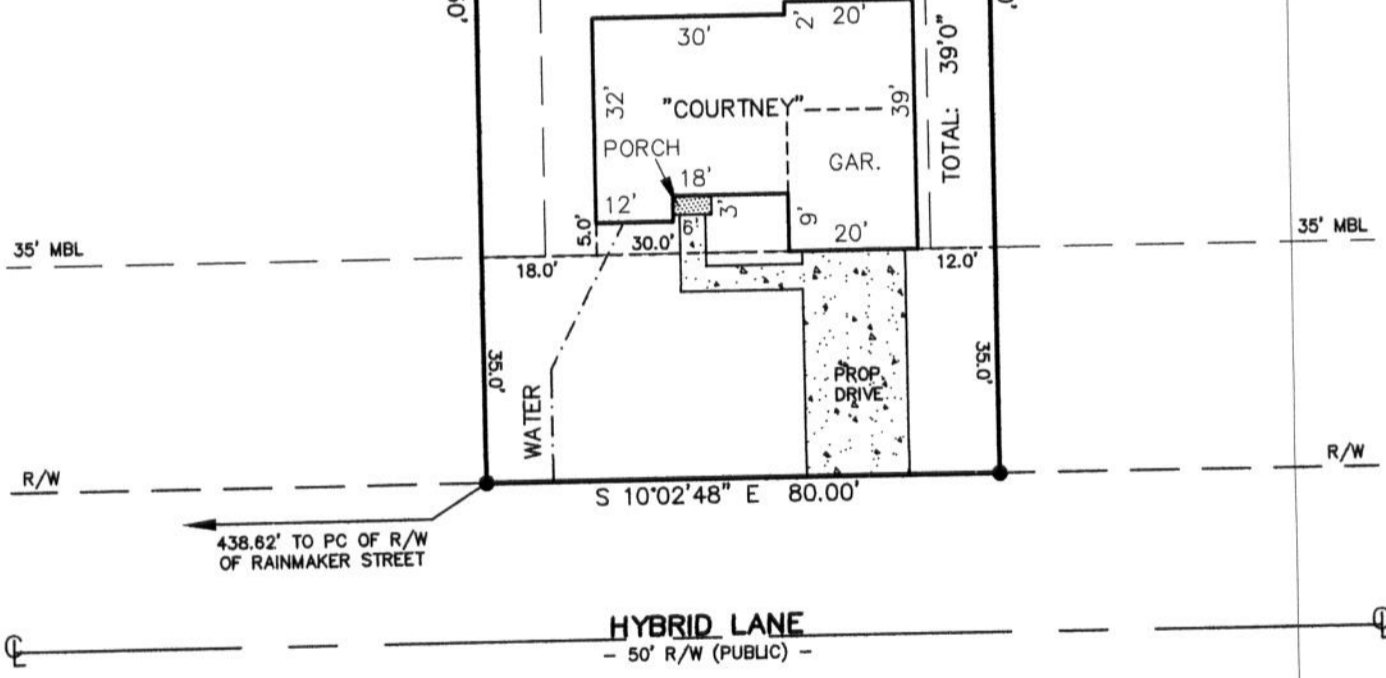 20'
2'
30'
TOTAL: 39'0"
32'
"COURTNEY"
39'
PORCH
GAR.
18'
12'
3'
9'
6'
5.0'
30.0'
20'
35' MBL
35' MBL
18.0'
12.0'
35.0'
35.0'
PROP.
DRIVE
WATER
R/W
R/W
S 10°02'48" E 80.00'
438.62' TO PC OF R/W
OF RAINMAKER STREET
HYBRID LANE
- 50' R/W (PUBLIC) -
℄
℄